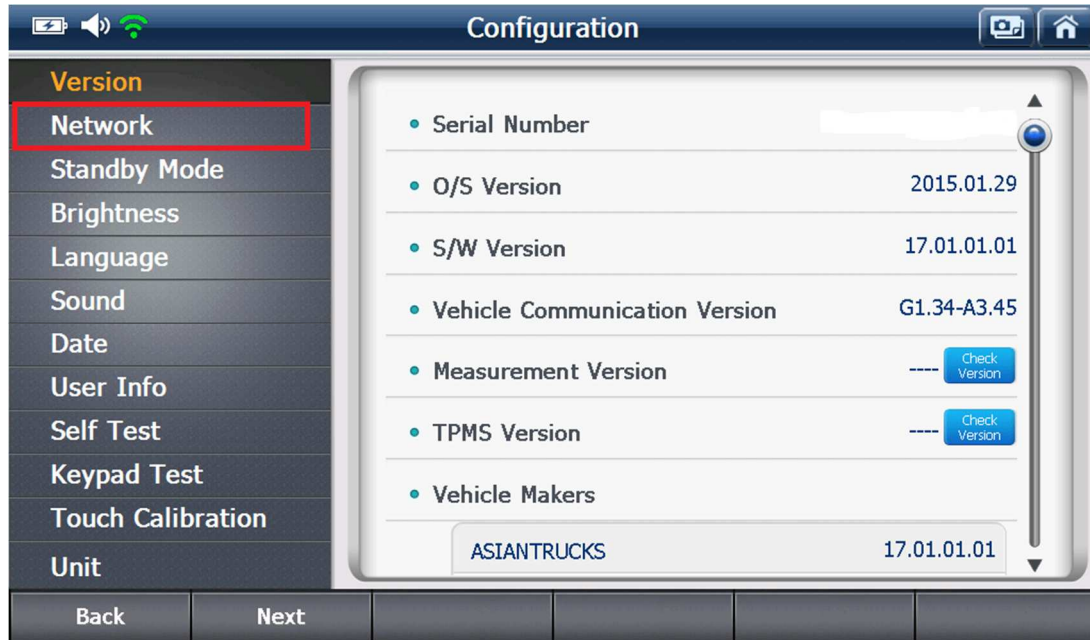 Configuration
Version
Network
Standby Mode
Brightness
Language
Sound
Date
User Info
Self Test
Keypad Test
Touch Calibration
Unit
Serial Number
O/S Version 2015.01.29
S/W Version 17.01.01.01
Vehicle Communication Version G1.34-A3.45
Measurement Version ---- Check Version
TPMS Version ---- Check Version
Vehicle Makers
ASIANTRUCKS 17.01.01.01
Back Next